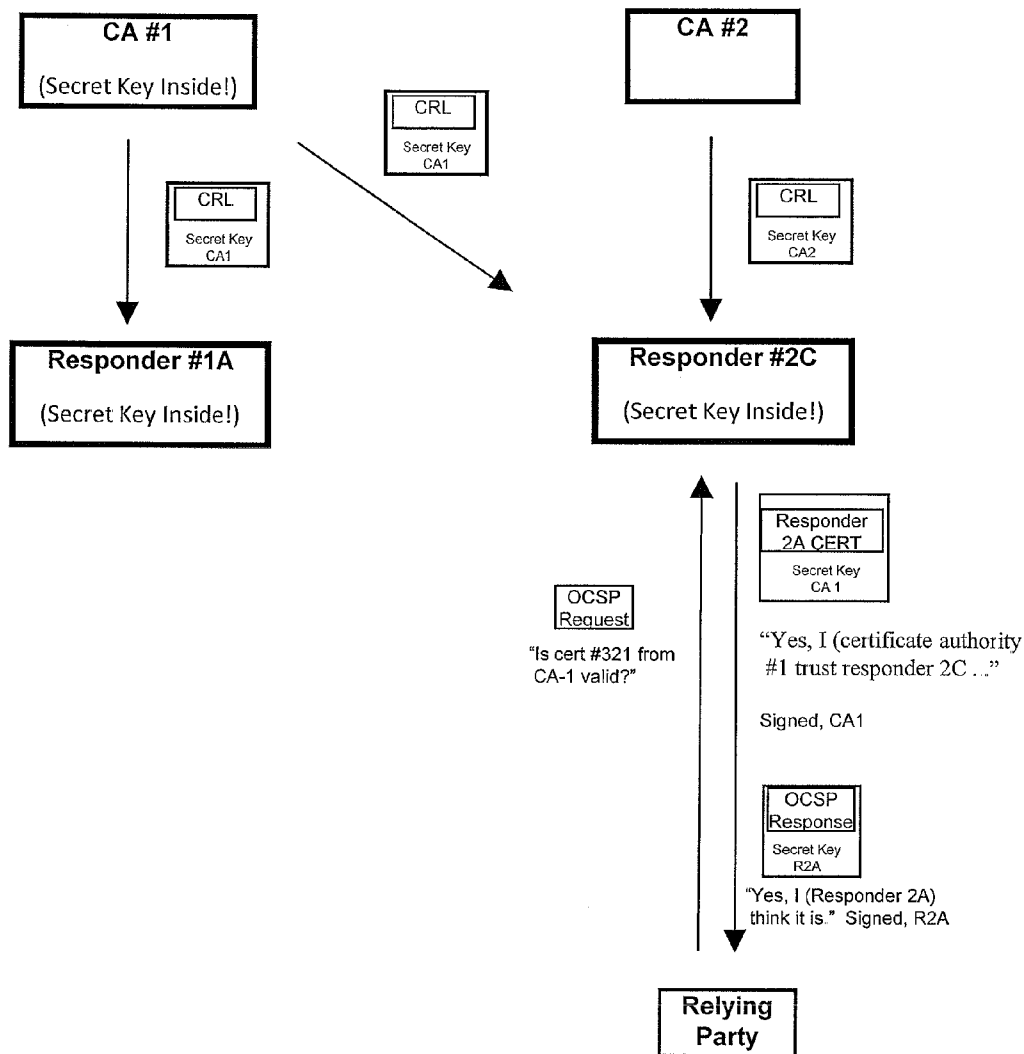 CA #1
(Secret Key Inside!)
CA #2
CRL
Secret Key
CA1
CRL
Secret Key
CA1
CRL
Secret Key
CA2
Responder #1A
(Secret Key Inside!)
Responder #2C
(Secret Key Inside!)
OCSP
Request
"Is cert #321 from
CA-1 valid?"
Responder
2A CERT
Secret Key
CA 1
“Yes, I (certificate authority
#1 trust responder 2C ...”
Signed, CA1
OCSP
Response
Secret Key
R2A
"Yes, I (Responder 2A)
think it is." Signed, R2A
Relying
Party